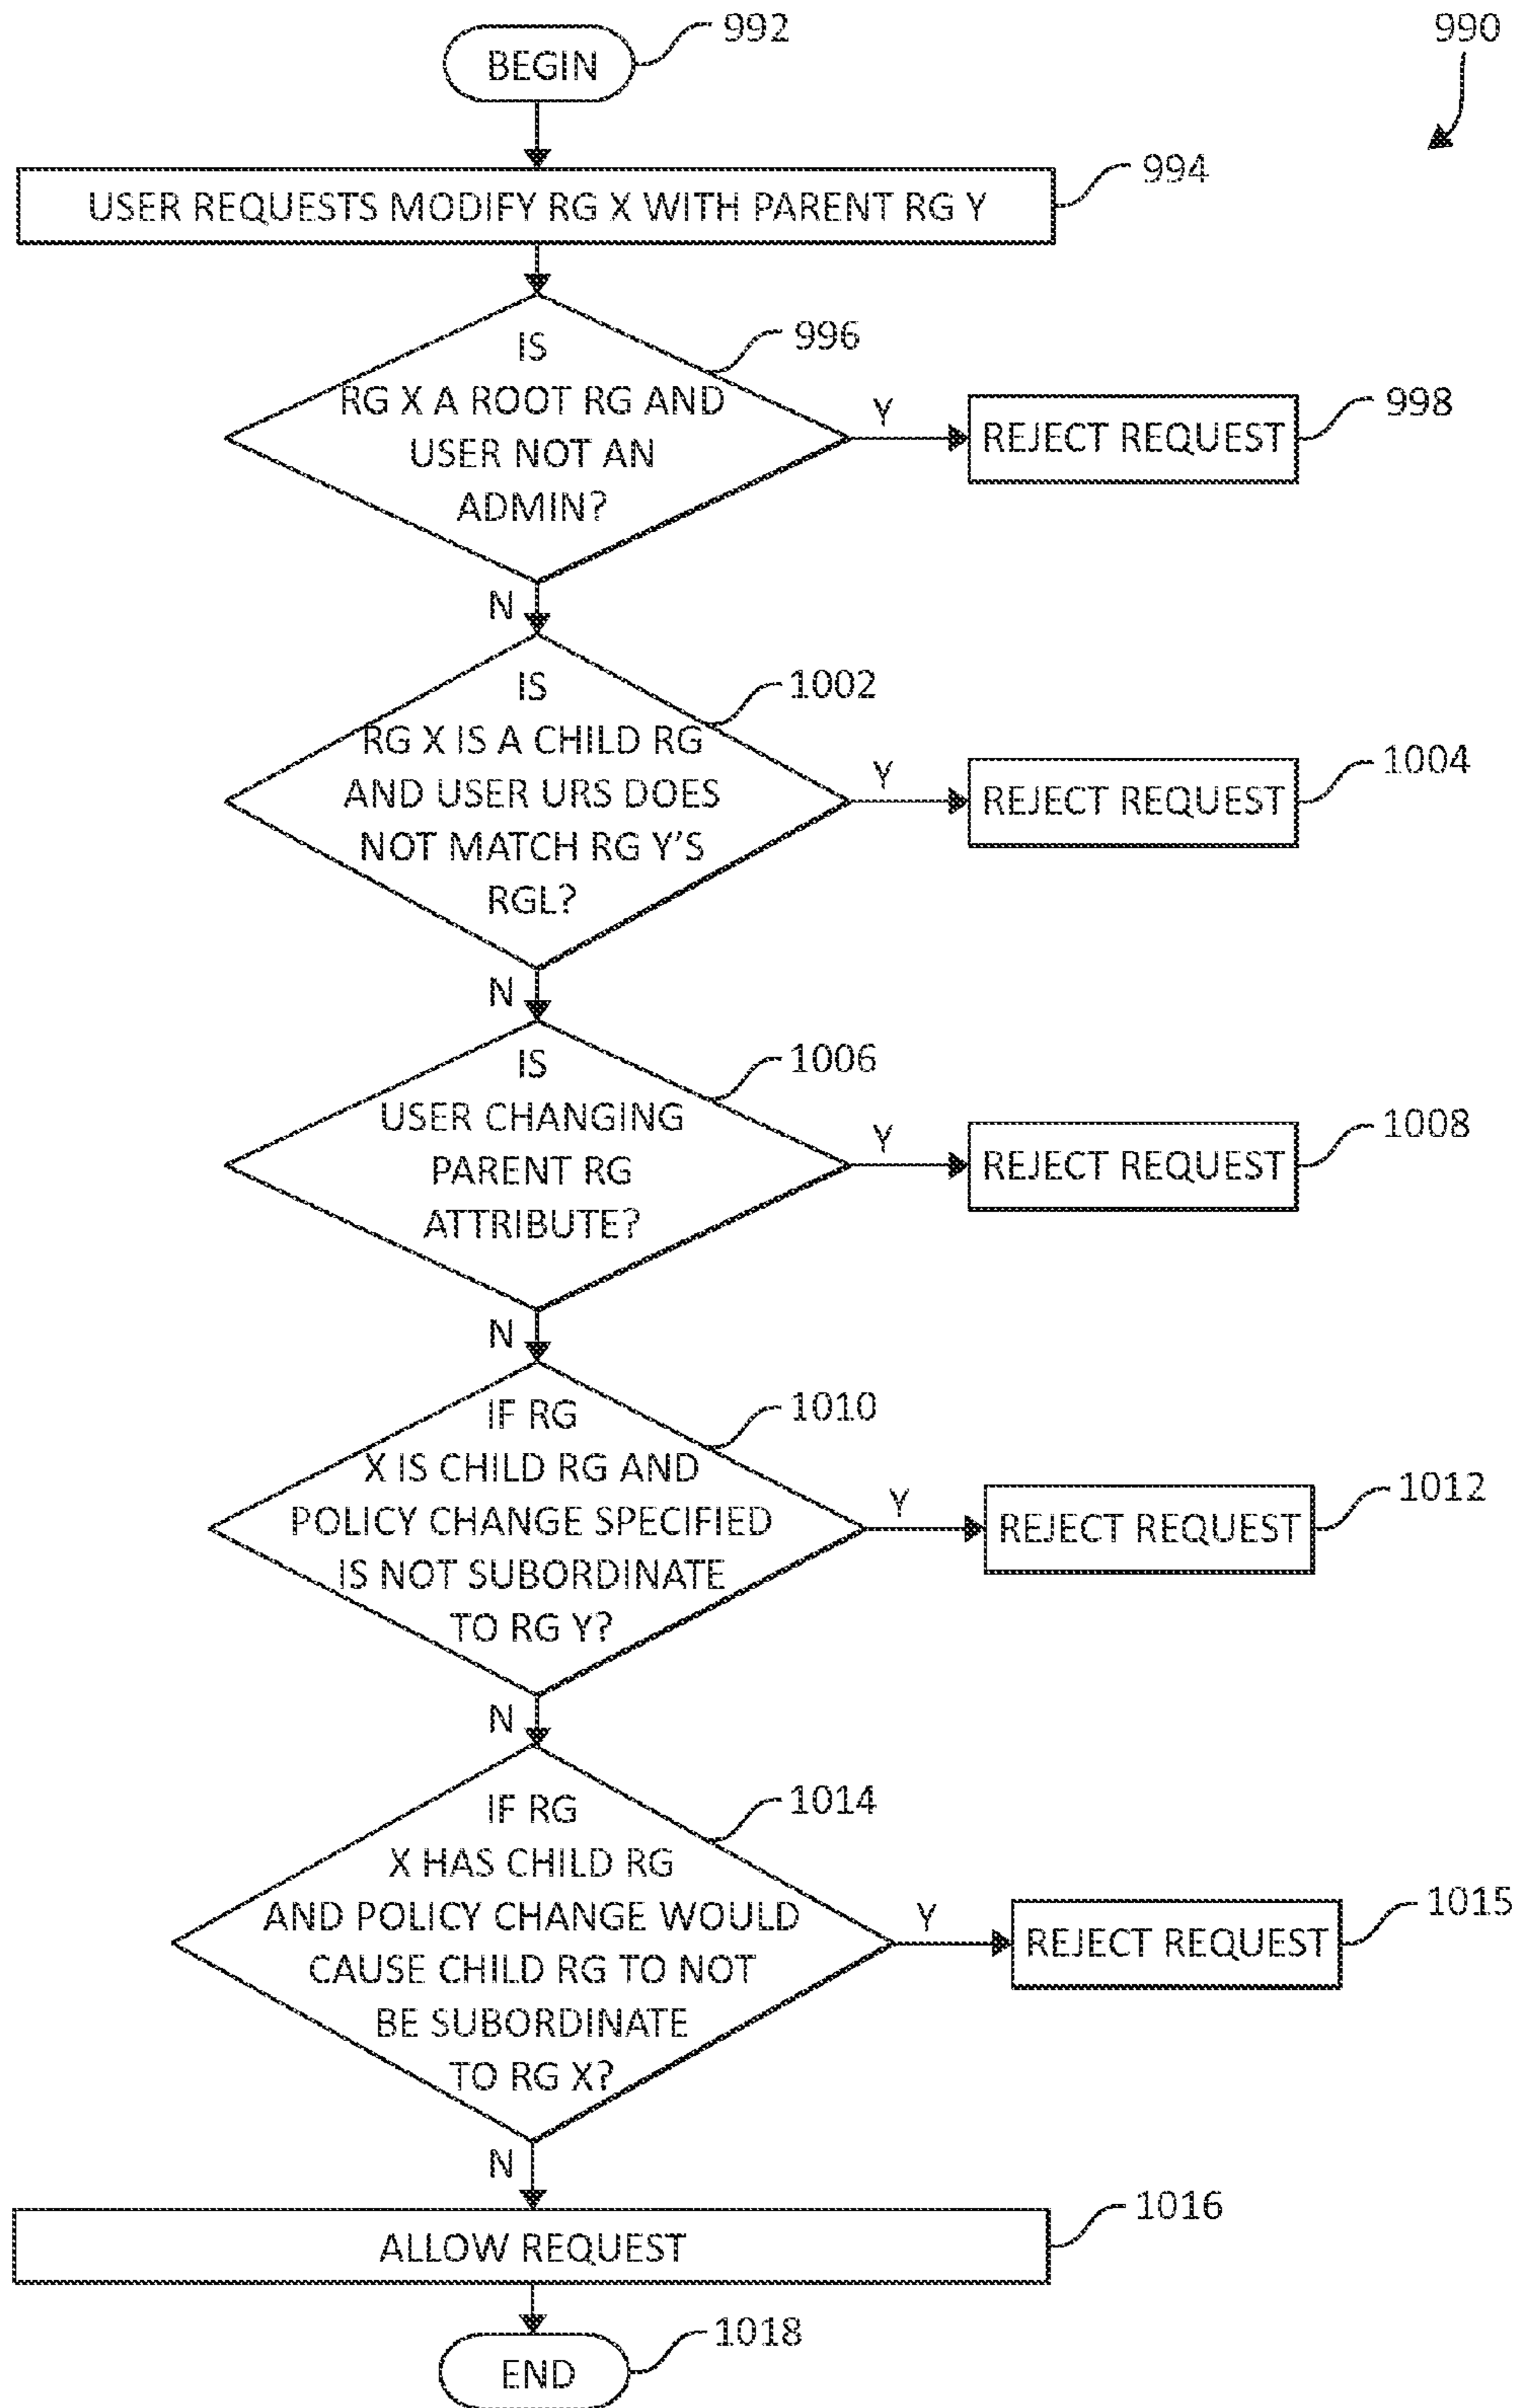 992
BEGIN
990
994
USER REQUESTS MODIFY RG X WITH PARENT RG Y
996
IS
RG X A ROOT RG AND
USER NOT AN
ADMIN?
Y
REJECT REQUEST
998
N
1002
IS
RG X IS A CHILD RG
AND USER URS DOES
NOT MATCH RG Y'S
RGL?
Y
REJECT REQUEST
1004
N
1006
IS
USER CHANGING
PARENT RG
ATTRIBUTE?
Y
REJECT REQUEST
1008
N
1010
IF RG
X IS CHILD RG AND
POLICY CHANGE SPECIFIED
IS NOT SUBORDINATE
TO RG Y?
Y
REJECT REQUEST
1012
N
1014
IF RG
X HAS CHILD RG
AND POLICY CHANGE WOULD
CAUSE CHILD RG TO NOT
BE SUBORDINATE
TO RG X?
Y
REJECT REQUEST
1015
N
1016
ALLOW REQUEST
1018
END